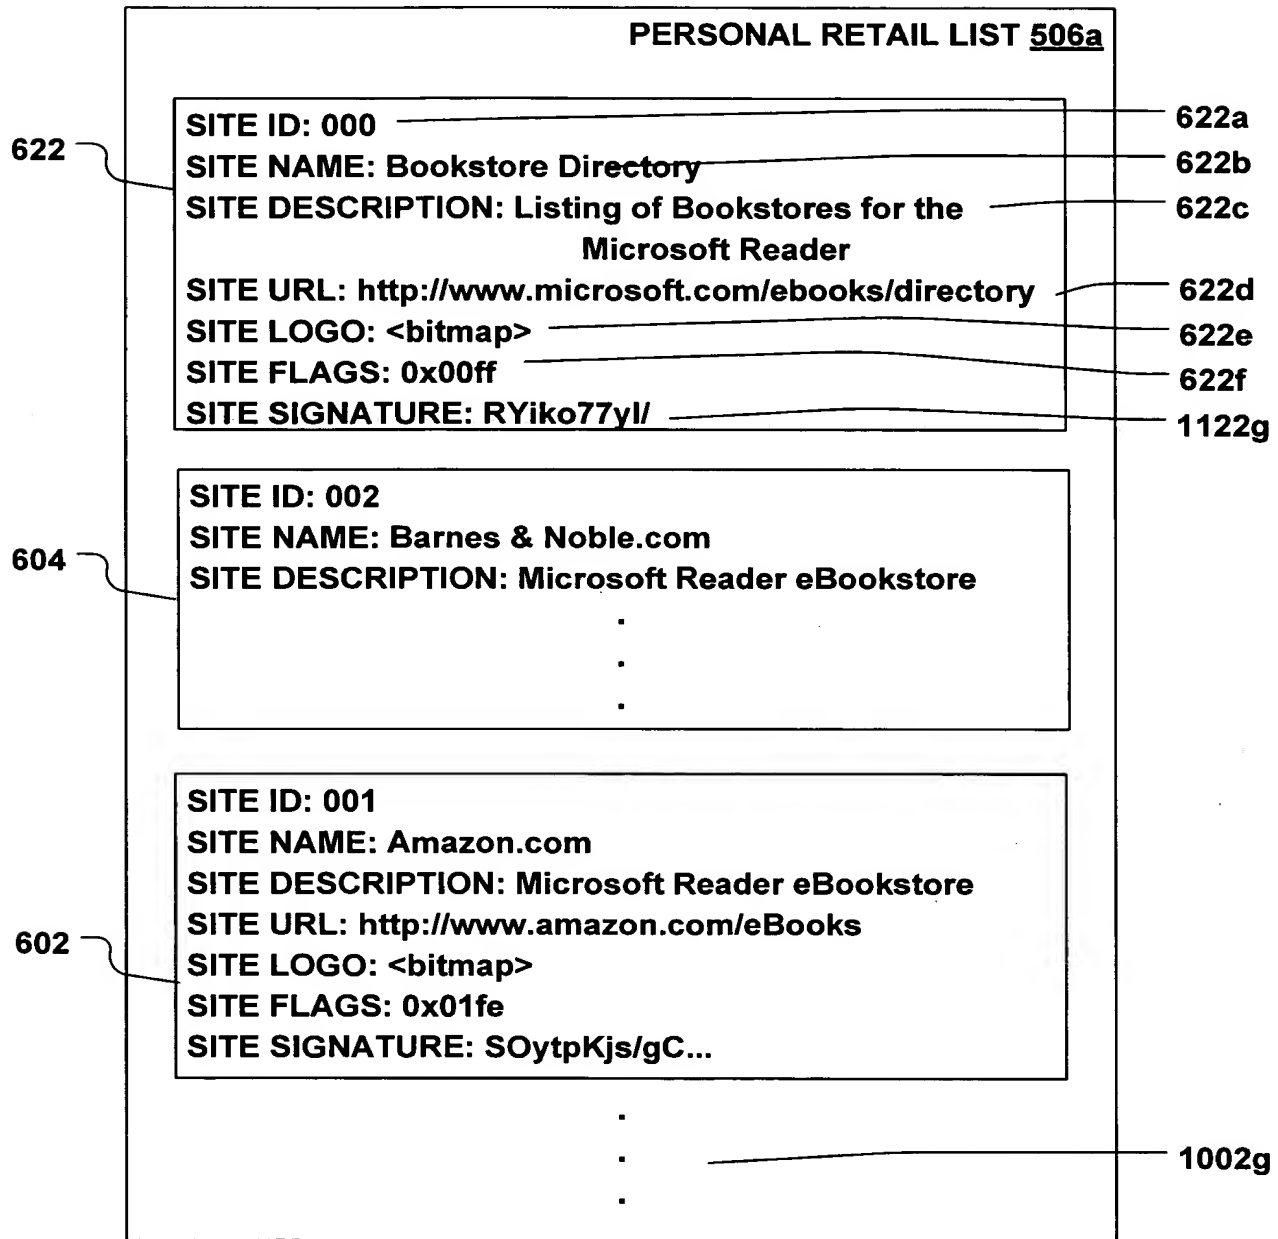 PERSONAL RETAIL LIST 506a
622
SITE ID: 000
622a
SITE NAME: Bookstore Directory
622b
SITE DESCRIPTION: Listing of Bookstores for the
622c
Microsoft Reader
SITE URL: http://www.microsoft.com/ebooks/directory
622d
SITE LOGO: <bitmap>
622e
SITE FLAGS: 0x00ff
622f
SITE SIGNATURE: RYiko77yI/
1122g
604
SITE ID: 002
SITE NAME: Barnes & Noble.com
SITE DESCRIPTION: Microsoft Reader eBookstore
.
.
.
602
SITE ID: 001
SITE NAME: Amazon.com
SITE DESCRIPTION: Microsoft Reader eBookstore
SITE URL: http://www.amazon.com/eBooks
SITE LOGO: <bitmap>
SITE FLAGS: 0x01fe
SITE SIGNATURE: SOytpKjs/gC...
.
.
.
1002g